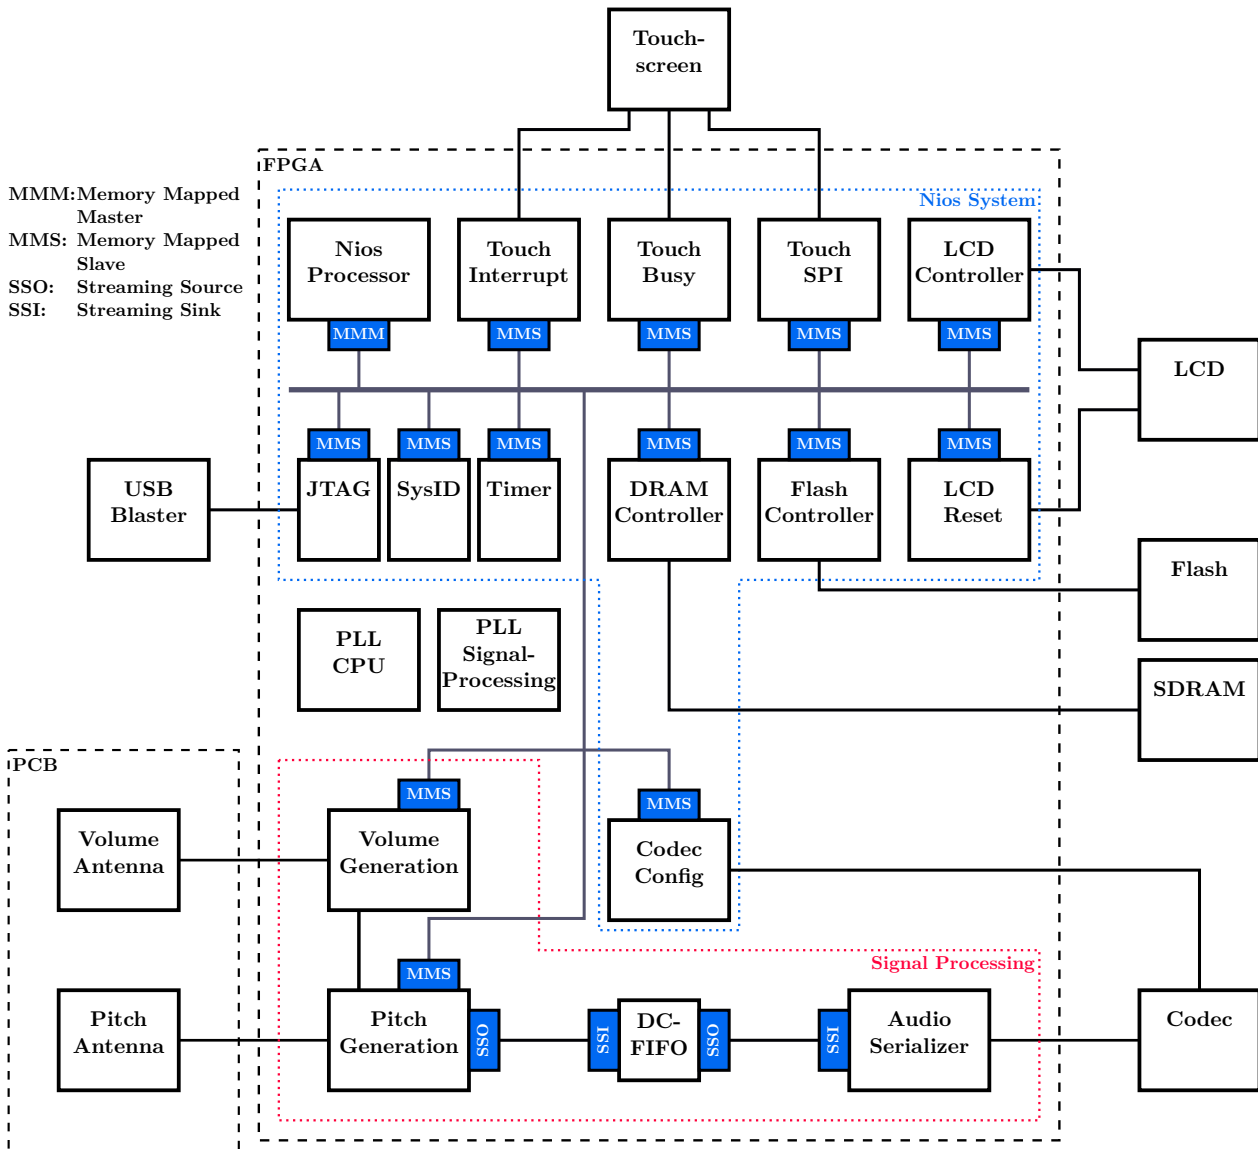 Touch-
screen
FPGA
MMM: Memory Mapped
Master
MMS: Memory Mapped
Slave
SSO: Streaming Source
SSI: Streaming Sink
Nios System
Nios
Processor
Touch
Interrupt
Touch
Busy
Touch
SPI
LCD
Controller
MMM
MMS
MMS
MMS
MMS
LCD
MMS
MMS
MMS
MMS
MMS
MMS
USB
Blaster
JTAG
SysID
Timer
DRAM
Controller
Flash
Controller
LCD
Reset
Flash
PLL
CPU
PLL
Signal-
Processing
SDRAM
PCB
MMS
MMS
Volume
Antenna
Volume
Generation
Codec
Config
Signal Processing
MMS
Pitch
Antenna
Pitch
Generation
SSO
SSI
DC-
FIFO
SSO
SSI
Audio
Serializer
Codec